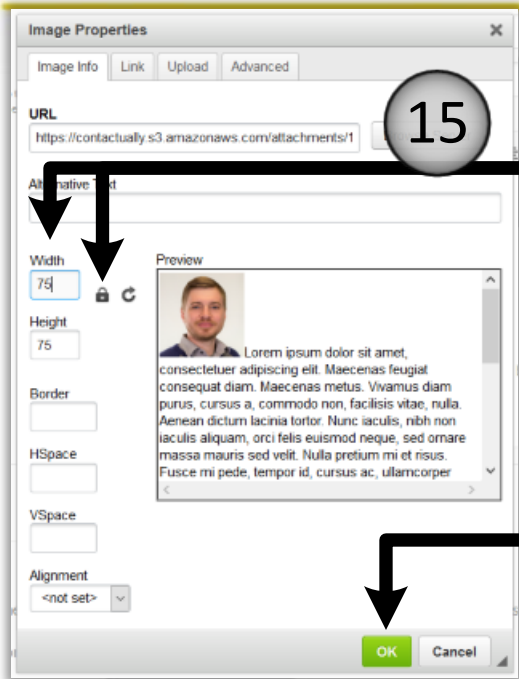 Image Properties
Image Info Link Upload Advanced
URL
15
https://contactually.s3.amazonaws.com/attachments/1
Width Preview
75
Height
75
Lorem ipsum dolor sit amet,
consectetuer adipiscing elit. Maecenas feugiat
consequat diam. Maecenas metus. Vivamus diam
purus, cursus a, commodo non, facilisis vitae, nulla.
Aenean dictum lacinia tortor. Nunc iaculis, nibh non
iaculis aliquam, orci felis euismod neque, sed ornare
massa mauris sed velit. Nulla pretium mi et risus.
Fusce mi pede, tempor id, cursus ac, ullamcorper
Border
HSpace
VSpace
Alignment
<not set>
OK Cancel